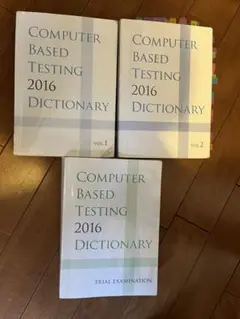 COMPUTER
BASED
TESTING
2016
DICTIONARY
VOL.1
COMPUTER
BASED
TESTING
2016
DICTIONARY
VOL.2
COMPUTER
BASED
TESTING
2016
DICTIONARY
TRIAL EXAMINATION